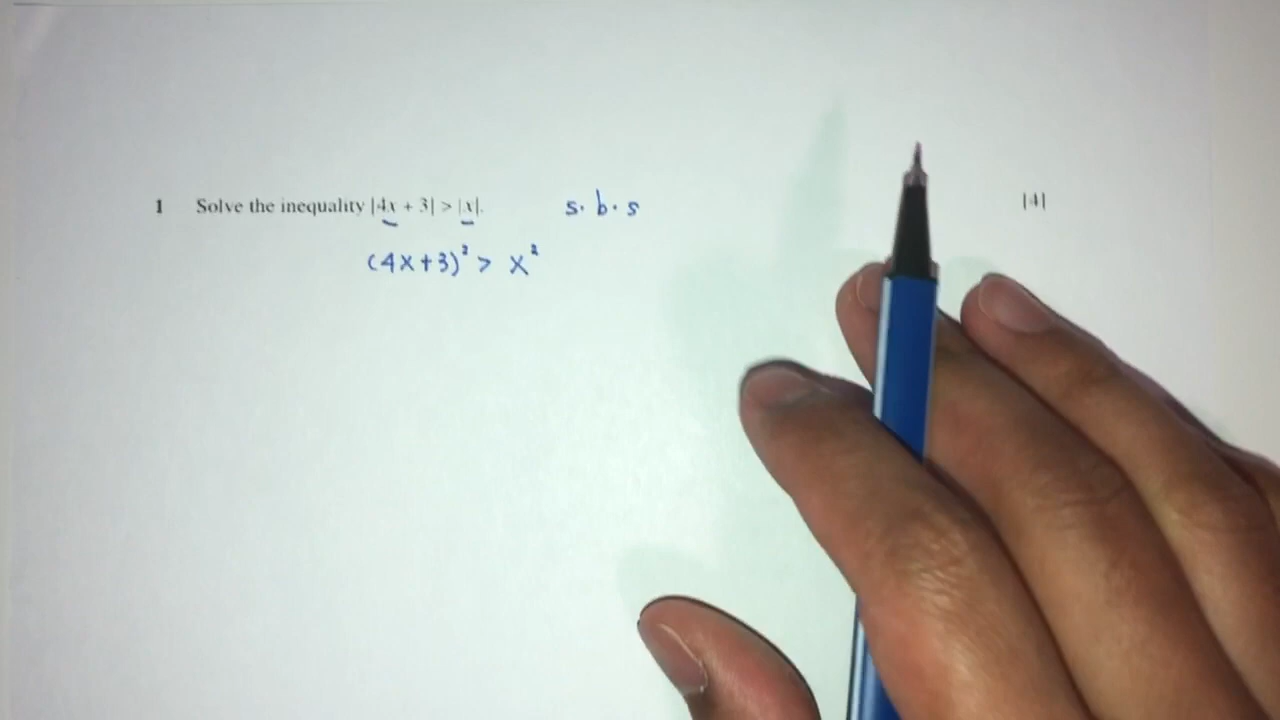 1 Solve the inequality |4x + 3| > |x|. s. b. s [4]
(4x+3)² > x²